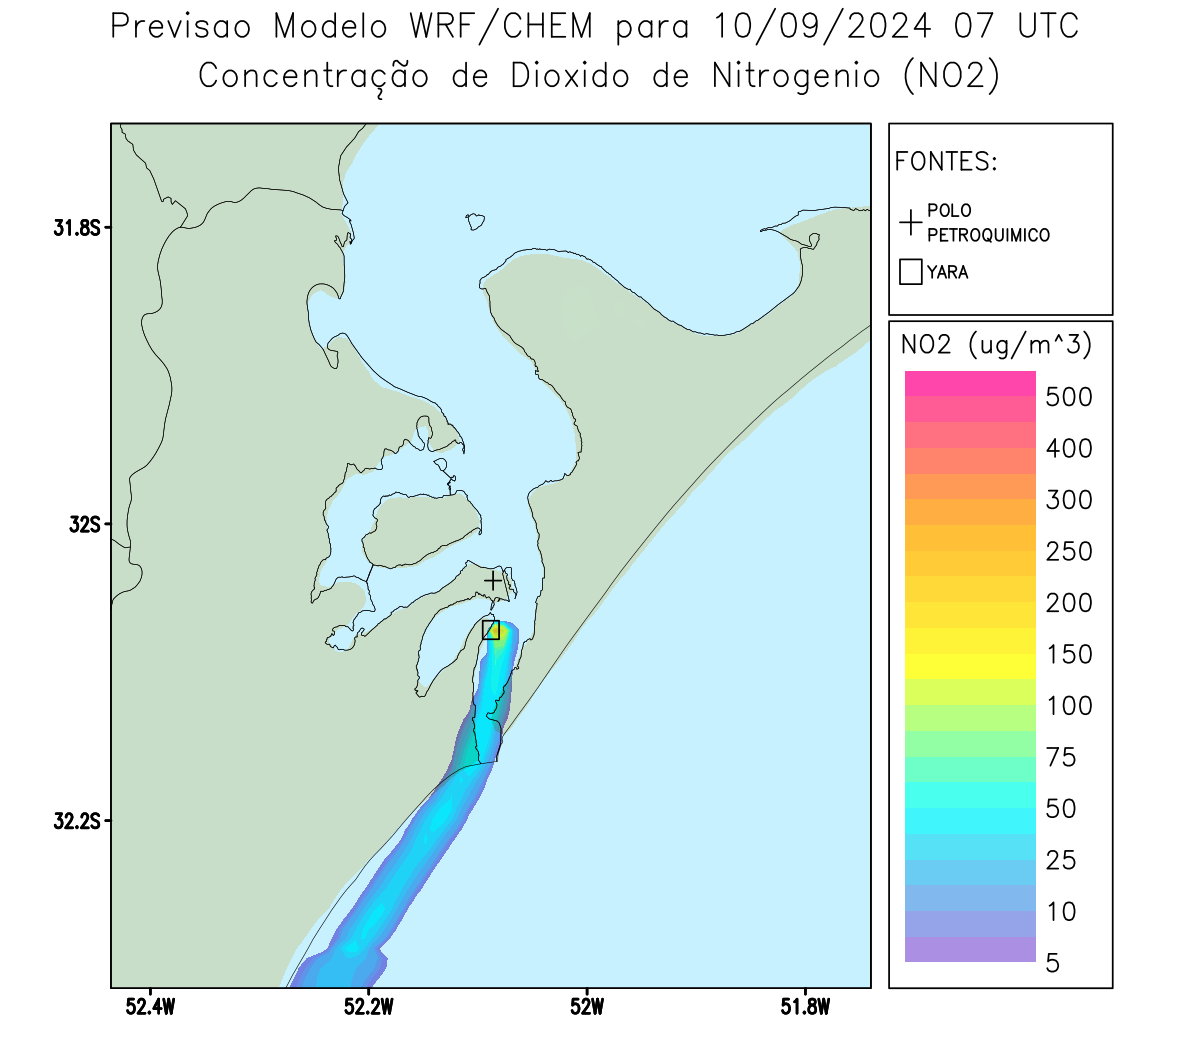 Previsao Modelo WRF/CHEM para 10/09/2024 07 UTC
Concentração de Dioxido de Nitrogenio (NO2)
FONTES:
POLO
PETROQUIMICO
YARA
31.8S
32S
32.2S
52.4W
52.2W
52W
51.8W
NO2 (ug/m^3)
500
400
300
250
200
150
100
75
50
25
10
5